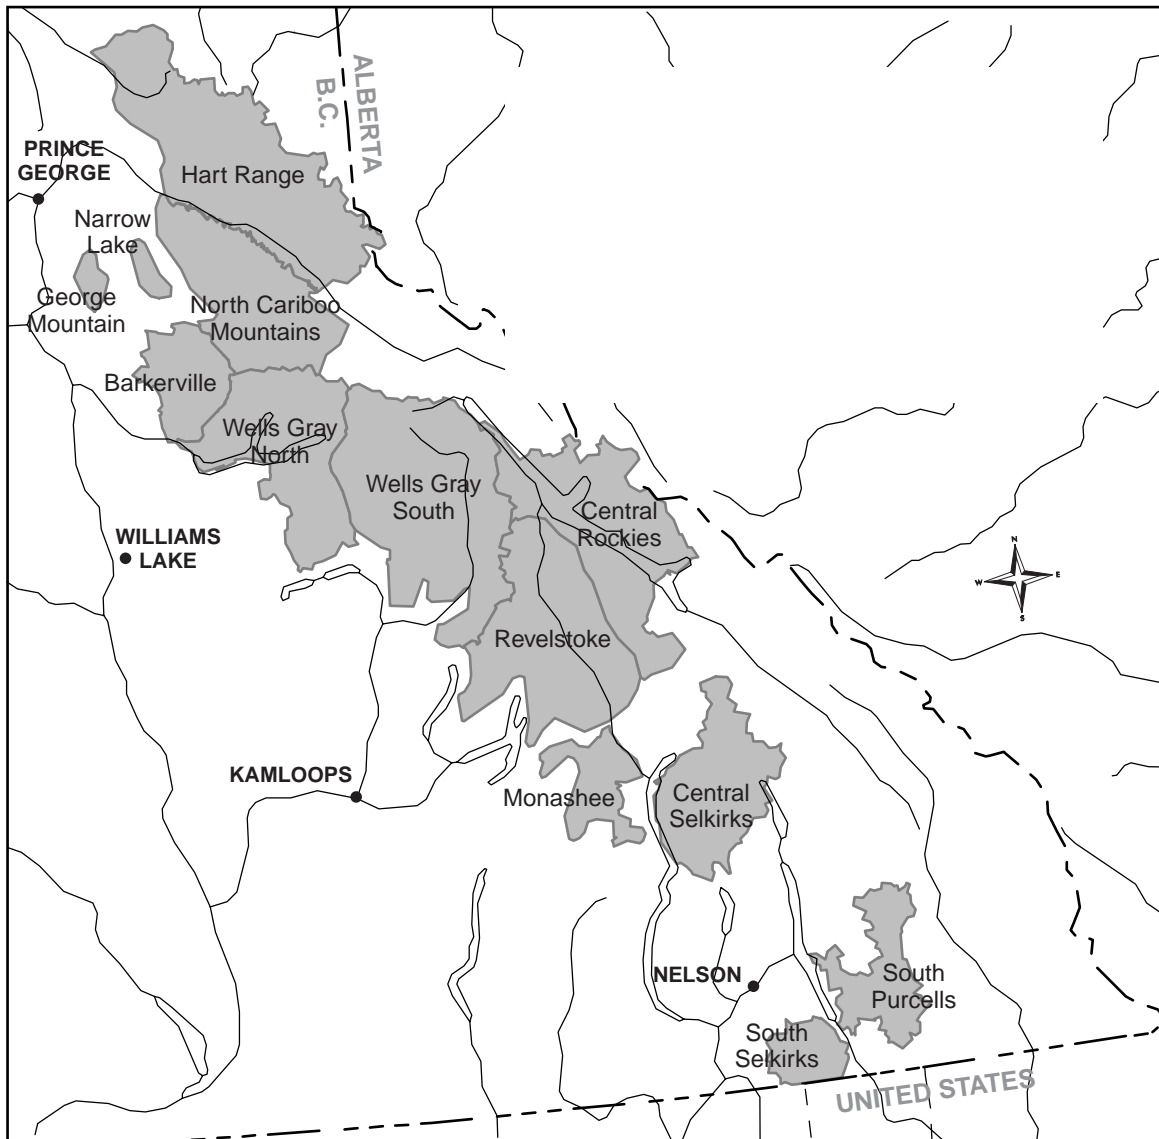 ALBERTA
B.C.
PRINCE
GEORGE
Hart Range
Narrow
Lake
George
Mountain
North Cariboo
Mountains
Barkerville
Wells Gray
North
Wells Gray
South
Central
Rockies
WILLIAMS
LAKE
N
W
E
S
Revelstoke
KAMLOOPS
Monashee
Central
Selkirks
NELSON
South
Purcells
South
Selkirks
UNITED STATES